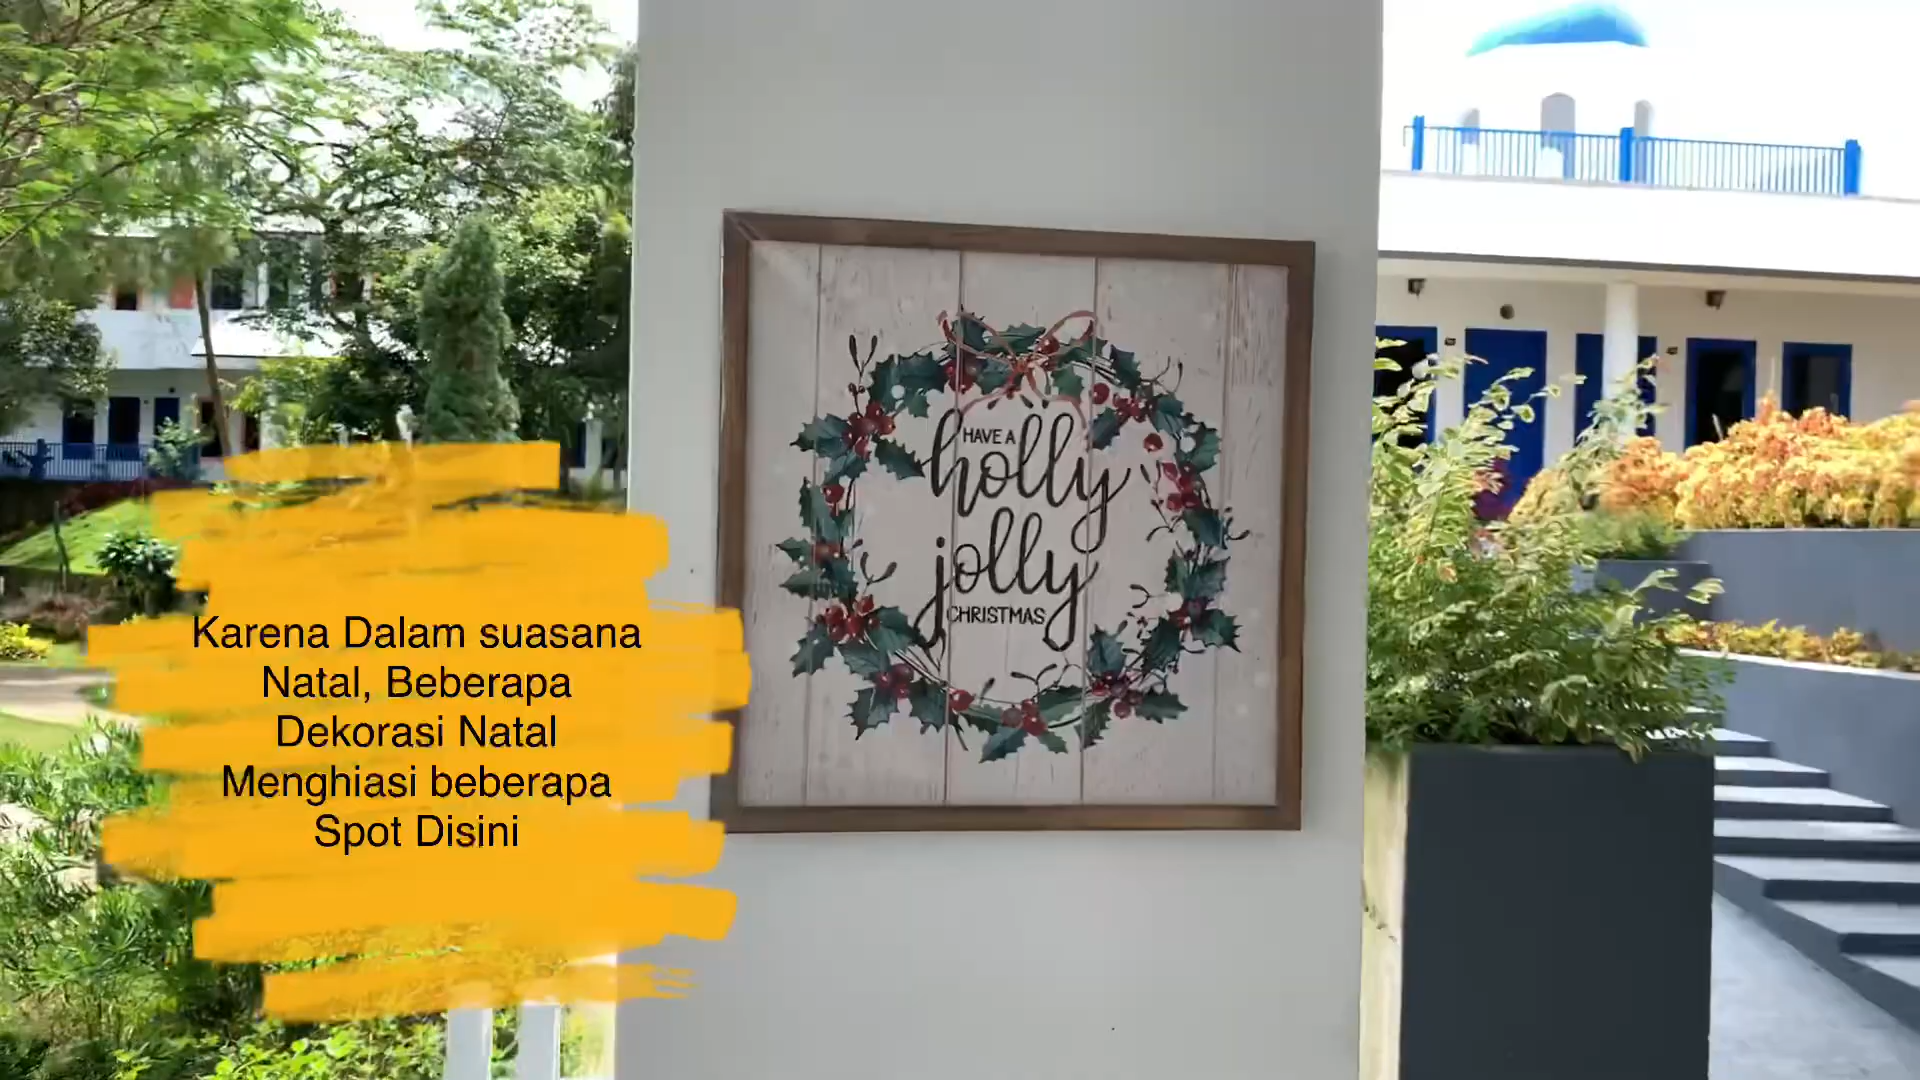 Karena Dalam suasana
Natal, Beberapa
Dekorasi Natal
Menghiasi beberapa
Spot Disini
HAVE A
holly
jolly
CHRISTMAS